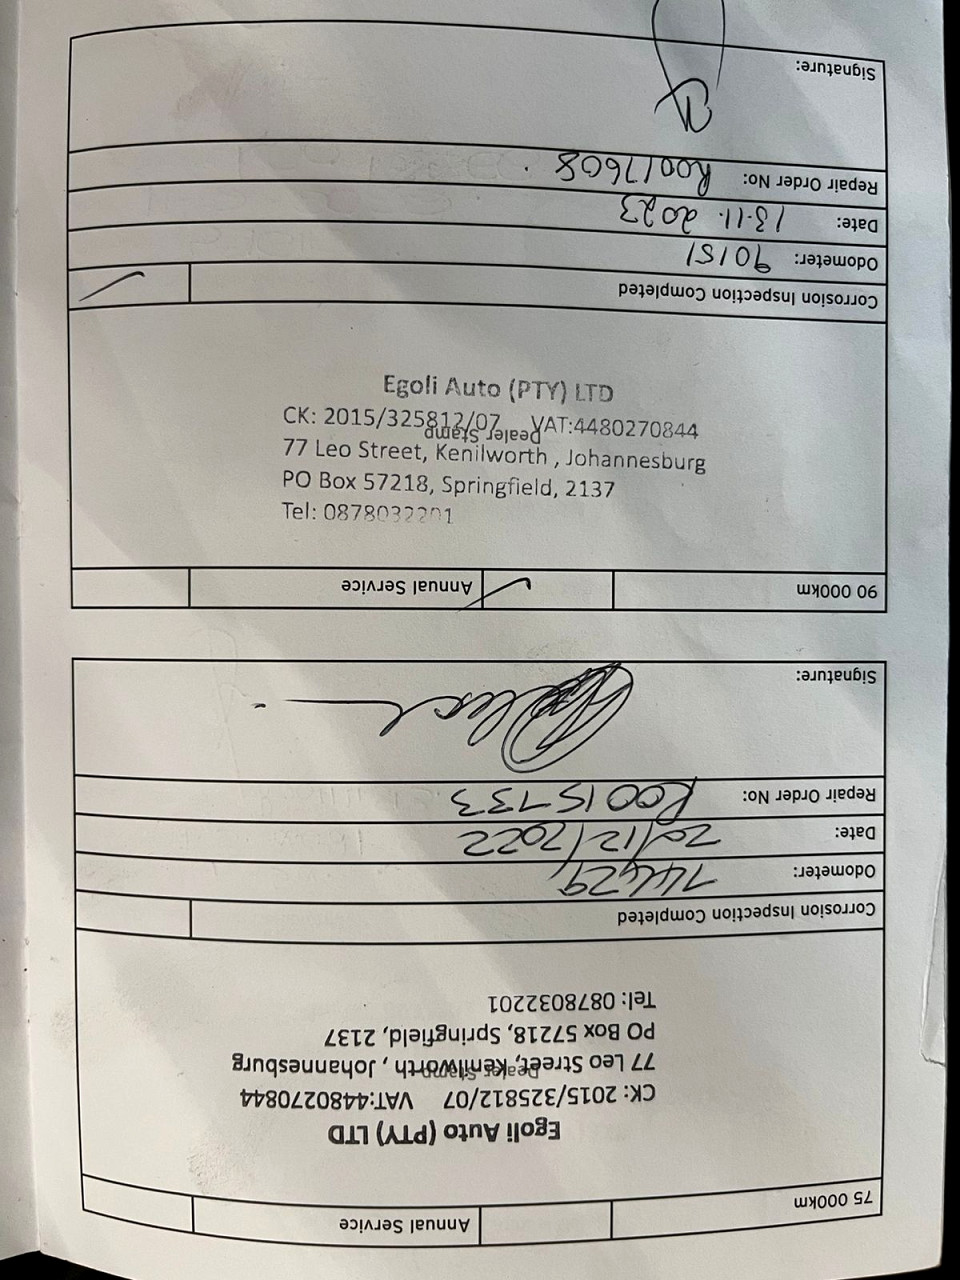 75 000km Annual Service
Egoli Auto (PTY) LTD
CK: 2015/325812/07 VAT:4480270844
Dealer Stamp
77 Leo Street, Kenilworth , Johannesburg
PO Box 57218, Springfield, 2137
Tel: 0878032201
Corrosion Inspection Completed
Odometer: 74429
Date: 20/12/2022
Repair Order No: R0015733
Signature:
90 000km ✓ Annual Service
Egoli Auto (PTY) LTD
CK: 2015/325812/07 VAT:4480270844
Dealer Stamp
77 Leo Street, Kenilworth , Johannesburg
PO Box 57218, Springfield, 2137
Tel: 0878032201
Corrosion Inspection Completed ✓
Odometer: 90151
Date: 13.11.2023
Repair Order No: R0017608
Signature: